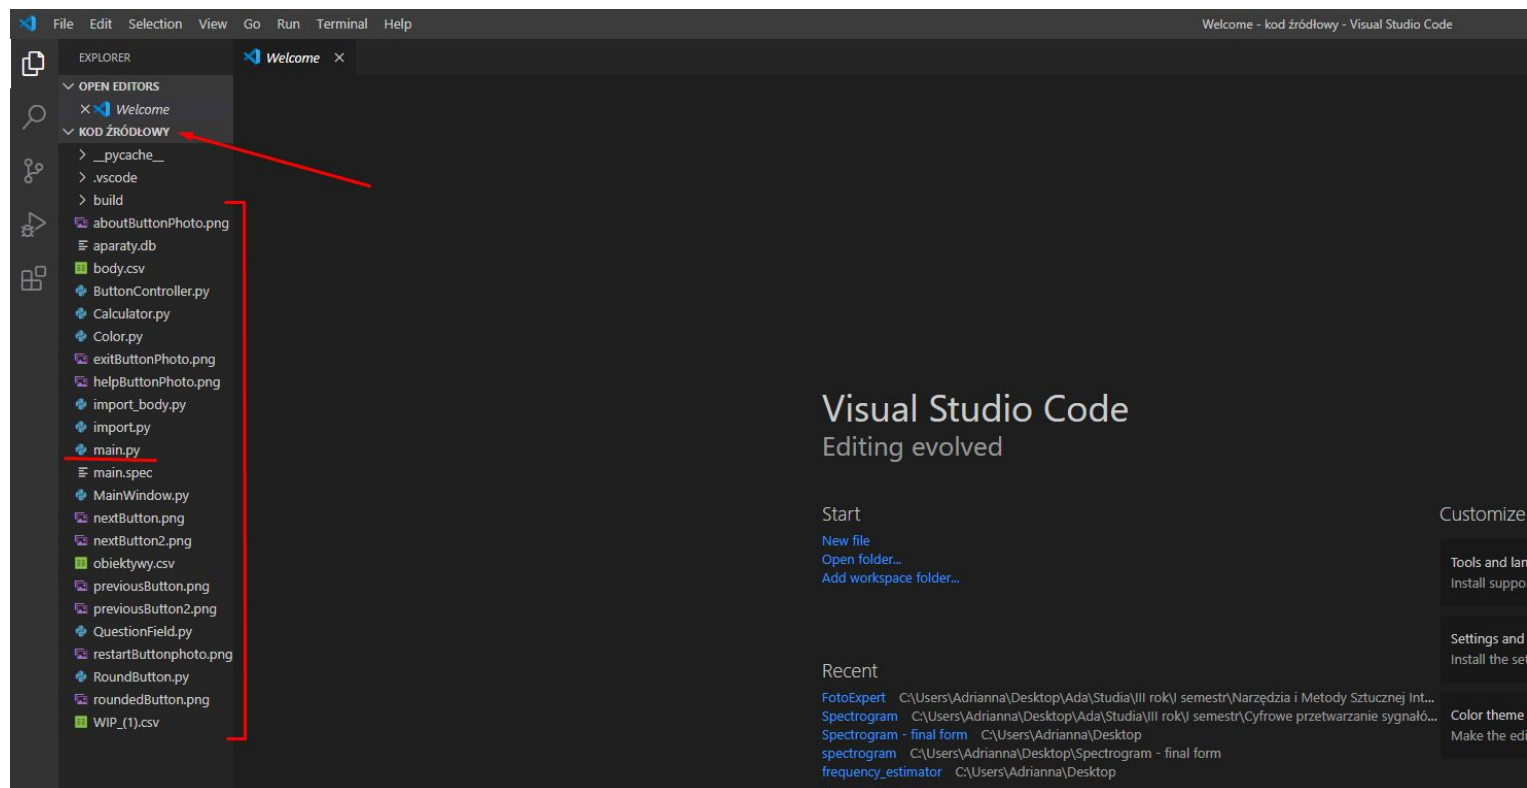 File Edit Selection View Go Run Terminal Help
Welcome - kod źródłowy - Visual Studio Code
EXPLORER
Welcome
OPEN EDITORS
Welcome
KOD ŹRÓDŁOWY
__pycache__
.vscode
build
aboutButtonPhoto.png
aparaty.db
body.csv
ButtonController.py
Calculator.py
Color.py
exitButtonPhoto.png
helpButtonPhoto.png
import_body.py
import.py
main.py
main.spec
MainWindow.py
nextButton.png
nextButton2.png
obiektywy.csv
previousButton.png
previousButton2.png
QuestionField.py
restartButtonphoto.png
RoundButton.py
roundedButton.png
WIP_(1).csv
Visual Studio Code
Editing evolved
Start
New file
Open folder...
Add workspace folder...
Recent
FotoExpert C:\Users\Adrianna\Desktop\Ada\Studia\III rok\I semestr\Narzędzia i Metody Sztucznej Int...
Spectrogram C:\Users\Adrianna\Desktop\Ada\Studia\III rok\I semestr\Cyfrowe przetwarzanie sygnałó...
Spectrogram - final form C:\Users\Adrianna\Desktop
spectrogram C:\Users\Adrianna\Desktop\Spectrogram - final form
frequency_estimator C:\Users\Adrianna\Desktop
Customize
Tools and lan
Install suppo
Settings and
Install the se
Color theme
Make the edi